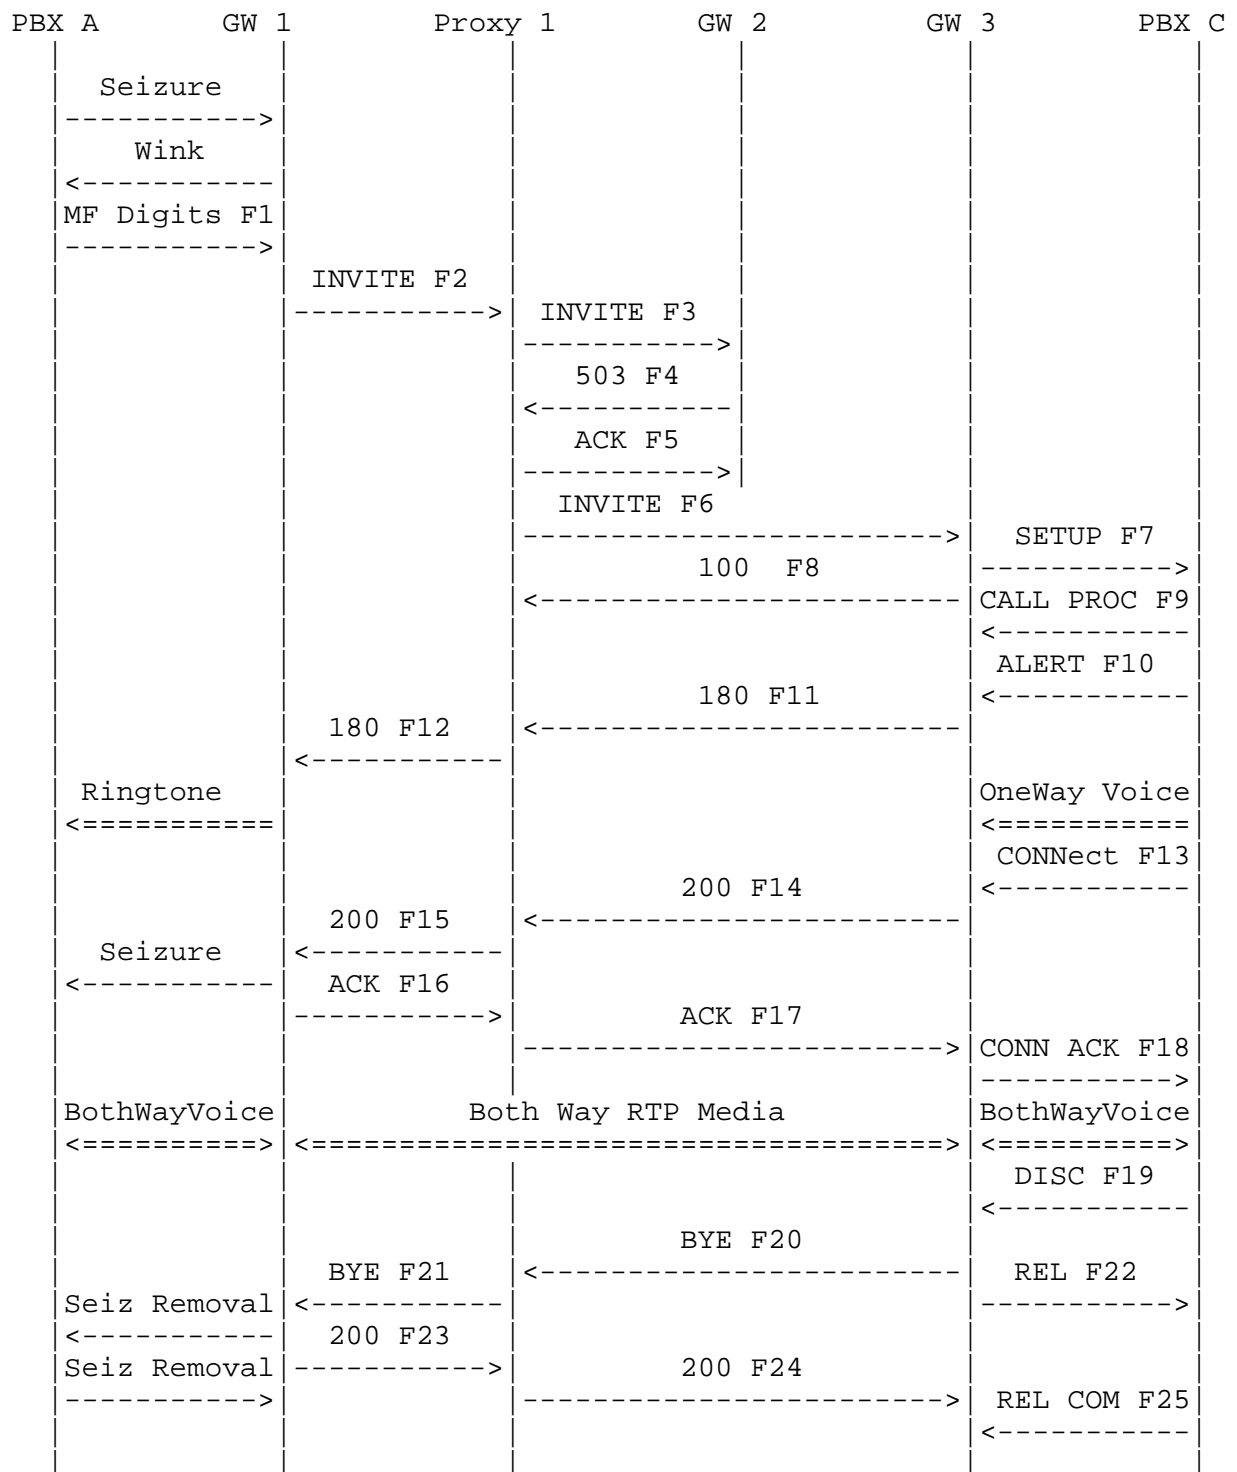 PBX A GW 1 Proxy 1 GW 2 GW 3 PBX C
Seizure
Wink
MF Digits F1
INVITE F2
INVITE F3
503 F4
ACK F5
INVITE F6
SETUP F7
100 F8
CALL PROC F9
ALERT F10
180 F11
180 F12
Ringtone OneWay Voice
CONNect F13
200 F14
200 F15
Seizure
ACK F16
ACK F17
CONN ACK F18
BothWayVoice Both Way RTP Media BothWayVoice
DISC F19
BYE F20
BYE F21 REL F22
Seiz Removal
200 F23
Seiz Removal 200 F24
REL COM F25